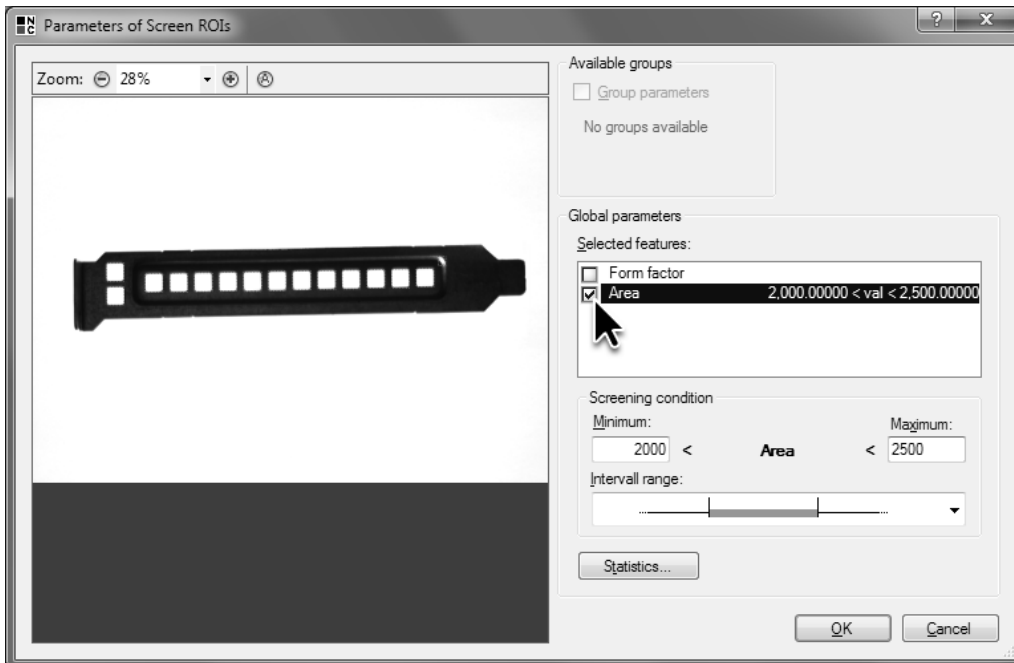 Parameters of Screen ROIs
Zoom: 28%
Available groups
Group parameters
No groups available
Global parameters
Selected features:
Form factor
Area 2,000.00000 < val < 2,500.00000
Screening condition
Minimum: Maximum:
2000 < Area < 2500
Intervall range:
Statistics...
OK Cancel